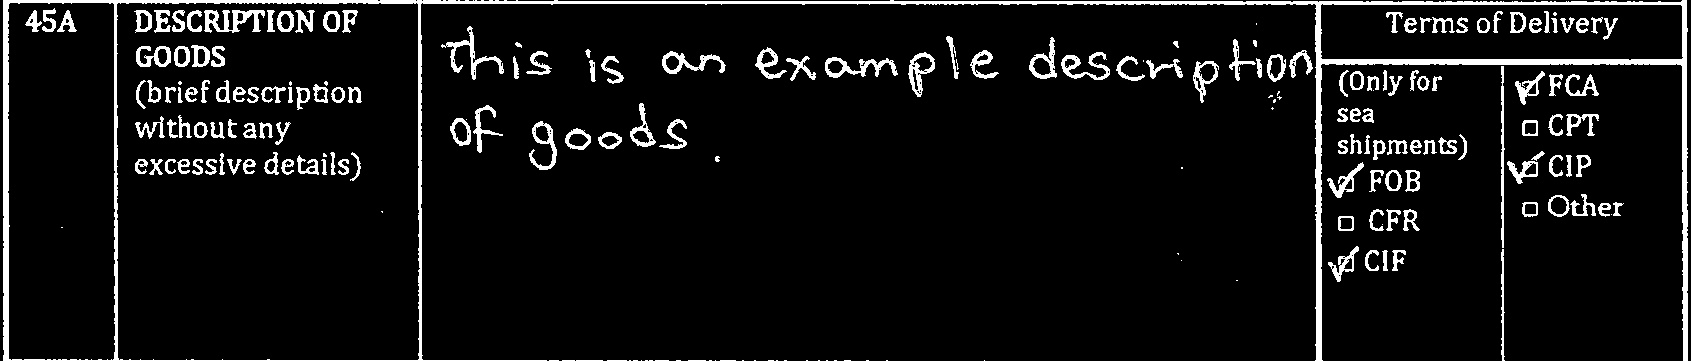 45A
DESCRIPTION OF
GOODS
(brief description
without any
excessive details)
This is an example description
of goods.
Terms of Delivery
(Only for
sea
shipments)
☑ FOB
☐ CFR
☑ CIF
☑ FCA
☐ CPT
☑ CIP
☐ Other